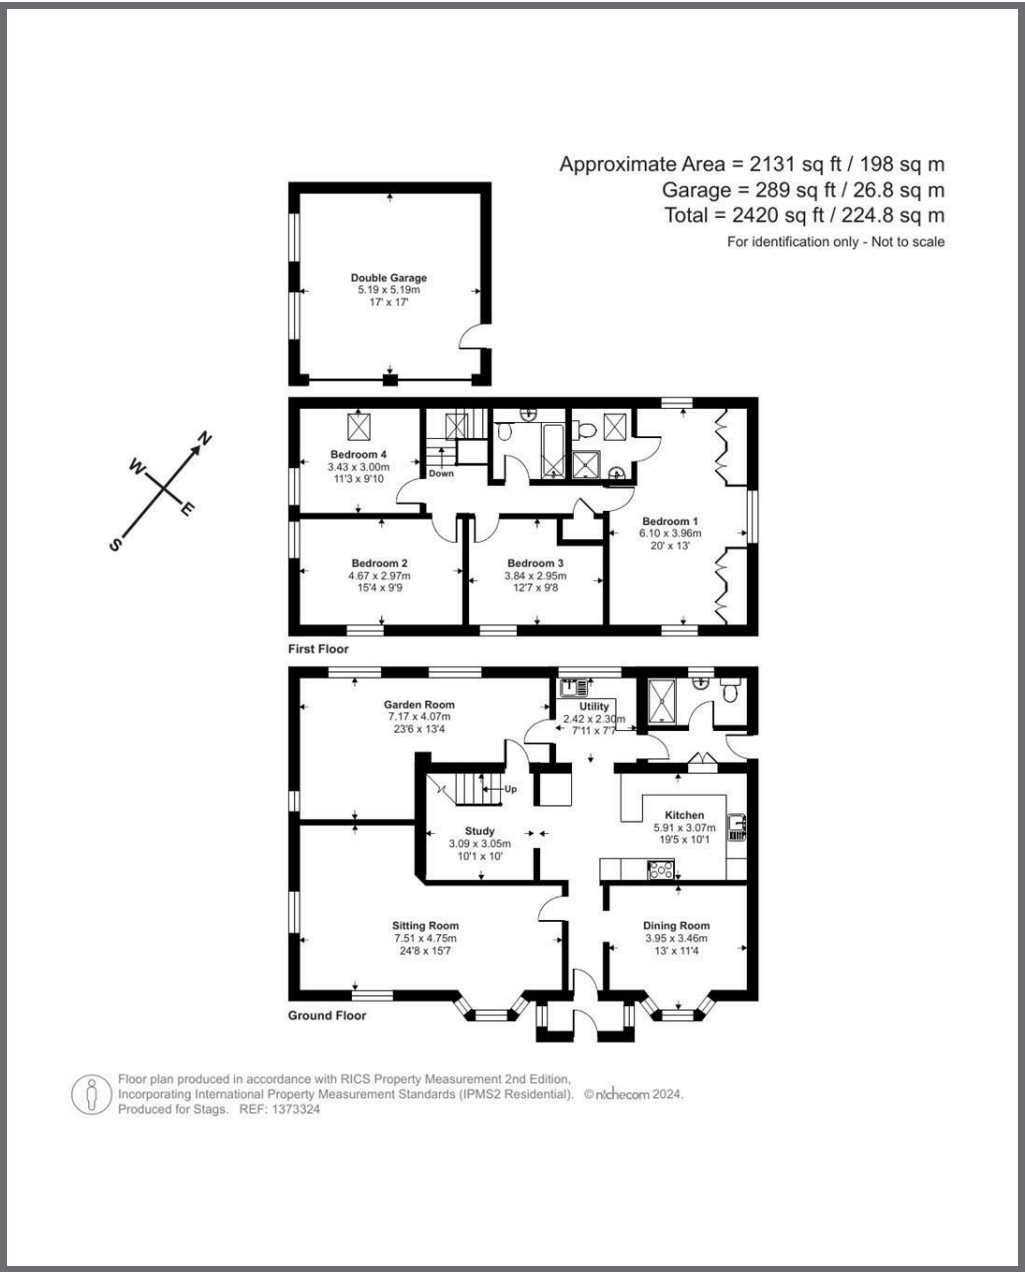 Approximate Area = 2131 sq ft / 198 sq m
Garage = 289 sq ft / 26.8 sq m
Total = 2420 sq ft / 224.8 sq m
For identification only - Not to scale
Double Garage
5.19 x 5.19m
17' x 17'
N
W
E
S
Bedroom 4
3.43 x 3.00m
11'3 x 9'10
Down
Bedroom 1
6.10 x 3.96m
20' x 13'
Bedroom 2
4.67 x 2.97m
15'4 x 9'9
Bedroom 3
3.84 x 2.95m
12'7 x 9'8
First Floor
Garden Room
7.17 x 4.07m
23'6 x 13'4
Utility
2.42 x 2.30m
7'11 x 7'7
Up
Study
3.09 x 3.05m
10'1 x 10'
Kitchen
5.91 x 3.07m
19'5 x 10'1
Sitting Room
7.51 x 4.75m
24'8 x 15'7
Dining Room
3.95 x 3.46m
13' x 11'4
Ground Floor
Floor plan produced in accordance with RICS Property Measurement 2nd Edition,
Incorporating International Property Measurement Standards (IPMS2 Residential). © nichecom 2024.
Produced for Stags. REF: 1373324